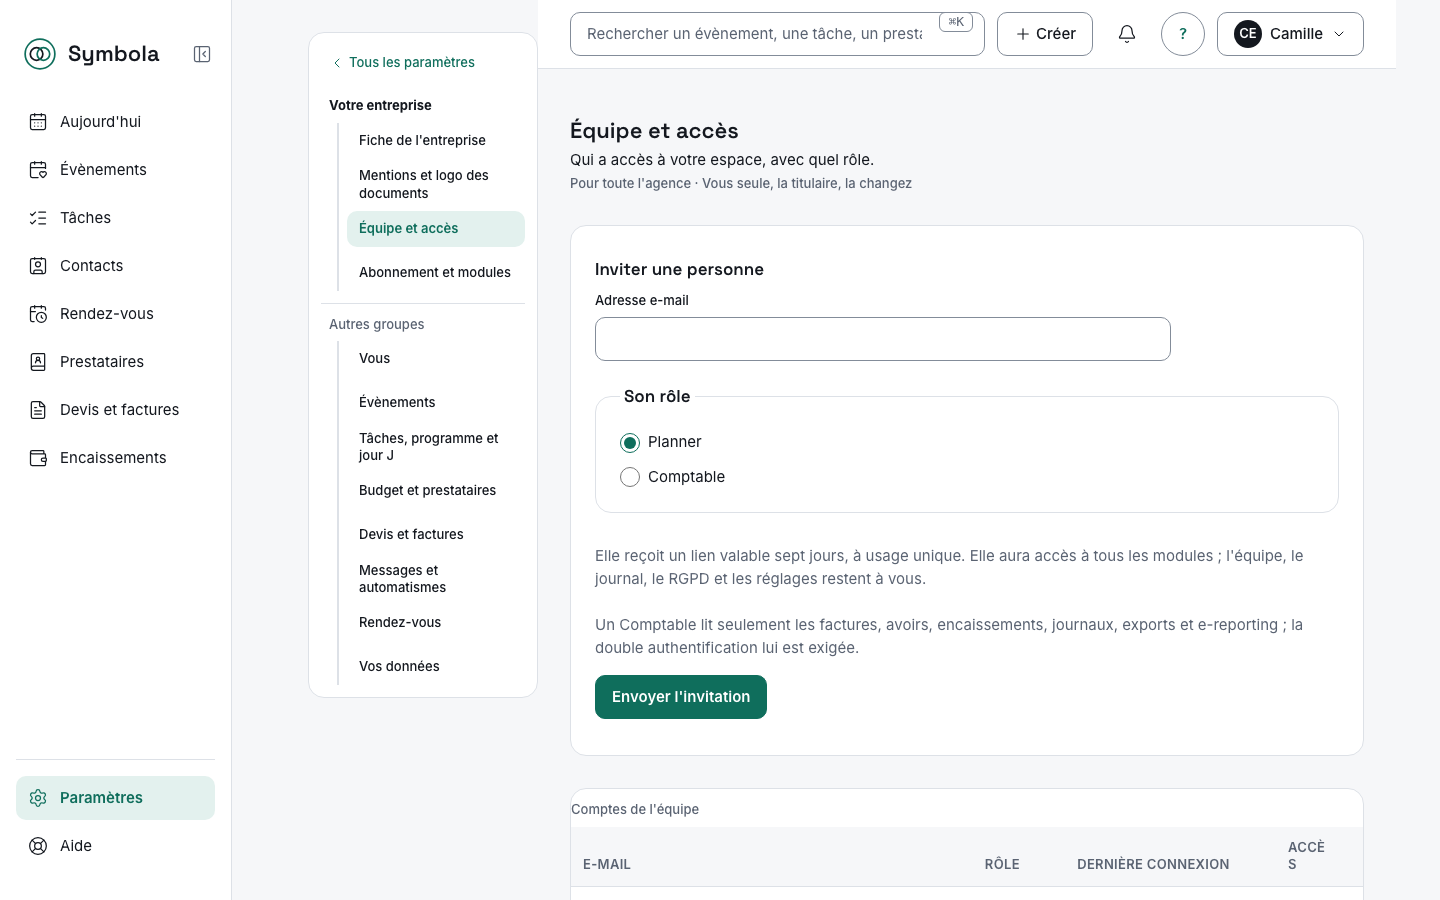 Symbola
Aujourd'hui
Évènements
Tâches
Contacts
Rendez-vous
Prestataires
Devis et factures
Encaissements
Paramètres
Aide
Tous les paramètres
Votre entreprise
Fiche de l'entreprise
Mentions et logo des
documents
Équipe et accès
Abonnement et modules
Autres groupes
Vous
Évènements
Tâches, programme et
jour J
Budget et prestataires
Devis et factures
Messages et
automatismes
Rendez-vous
Vos données
Rechercher un évènement, une tâche, un presta
⌘K
Créer
?
CE
Camille
Équipe et accès
Qui a accès à votre espace, avec quel rôle.
Pour toute l'agence · Vous seule, la titulaire, la changez
Inviter une personne
Adresse e-mail
Son rôle
Planner
Comptable
Elle reçoit un lien valable sept jours, à usage unique. Elle aura accès à tous les modules ; l'équipe, le
journal, le RGPD et les réglages restent à vous.
Un Comptable lit seulement les factures, avoirs, encaissements, journaux, exports et e-reporting ; la
double authentification lui est exigée.
Envoyer l'invitation
Comptes de l'équipe
E-MAIL
RÔLE
DERNIÈRE CONNEXION
ACCÈ
S